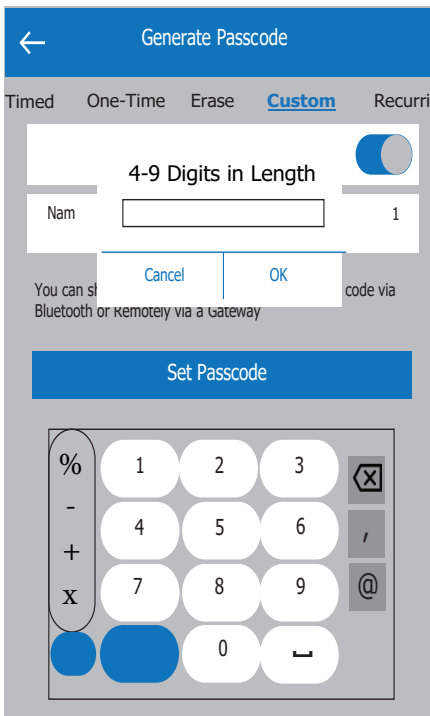 Generate Passcode
Timed One-Time Erase Custom Recurri
4-9 Digits in Length
Nam 1
Cancel OK
You can code via
Bluetooth or Remotely via a Gateway
Set Passcode
% 1 2 3
- 4 5 6 ,
+
x 7 8 9 @
0